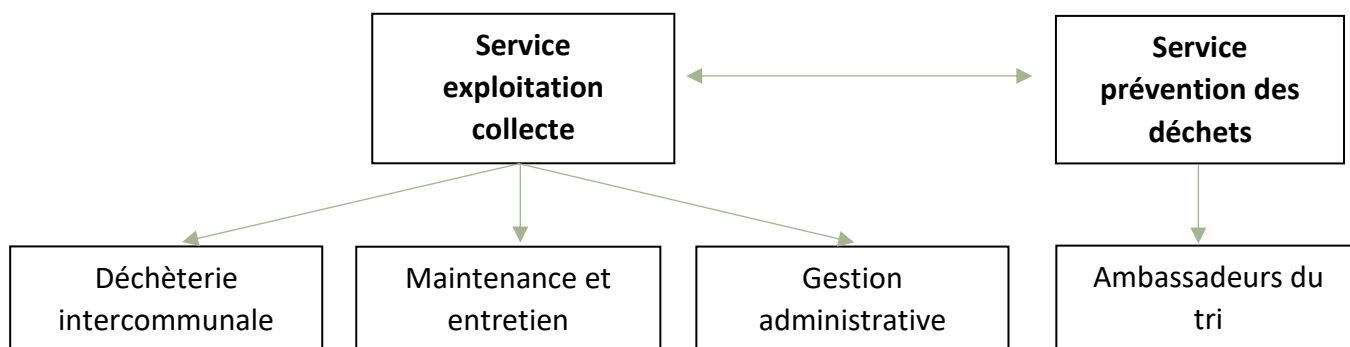 Service
exploitation
collecte
Service
prévention des
déchets
Déchèterie
intercommunale
Maintenance et
entretien
Gestion
administrative
Ambassadeurs du
tri